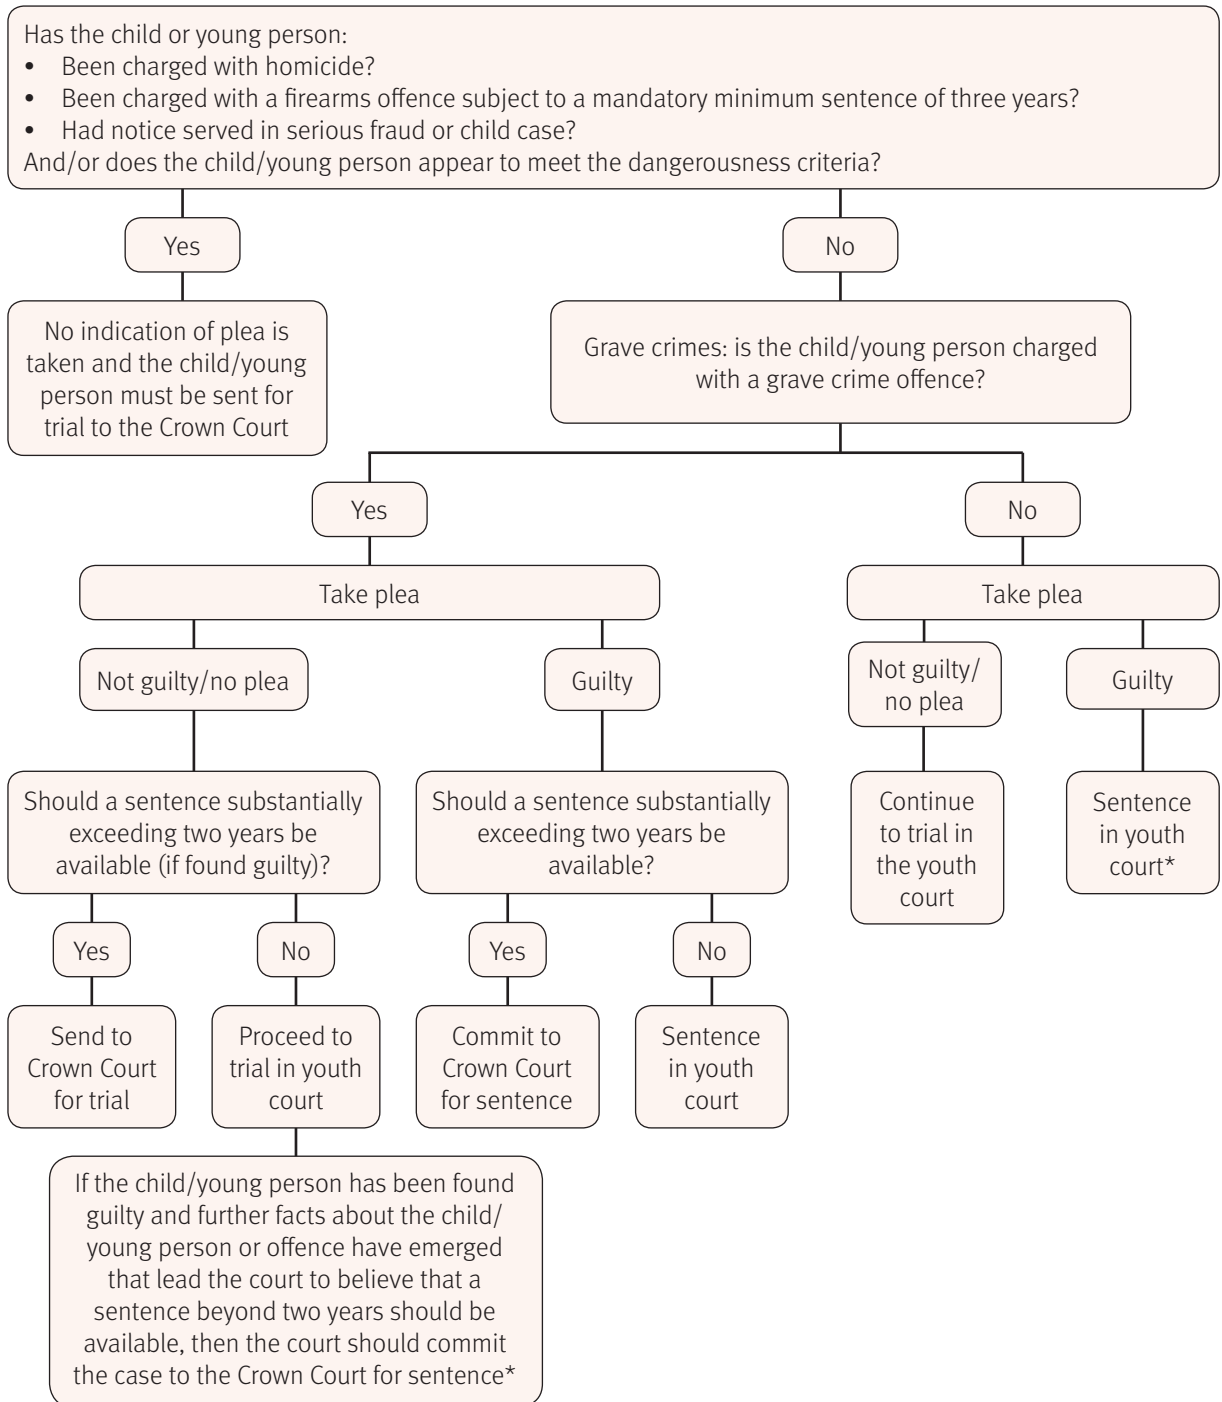 Has the child or young person:
• Been charged with homicide?
• Been charged with a firearms offence subject to a mandatory minimum sentence of three years?
• Had notice served in serious fraud or child case?
And/or does the child/young person appear to meet the dangerousness criteria?
Yes
No
No indication of plea is
taken and the child/young
person must be sent for
trial to the Crown Court
Grave crimes: is the child/young person charged
with a grave crime offence?
Yes
No
Take plea
Take plea
Not guilty/no plea
Guilty
Not guilty/
no plea
Guilty
Should a sentence substantially
exceeding two years be
available (if found guilty)?
Should a sentence substantially
exceeding two years be
available?
Continue
to trial in
the youth
court
Sentence
in youth
court*
Yes
No
Yes
No
Send to
Crown Court
for trial
Proceed to
trial in youth
court
Commit to
Crown Court
for sentence
Sentence
in youth
court
If the child/young person has been found
guilty and further facts about the child/
young person or offence have emerged
that lead the court to believe that a
sentence beyond two years should be
available, then the court should commit
the case to the Crown Court for sentence*